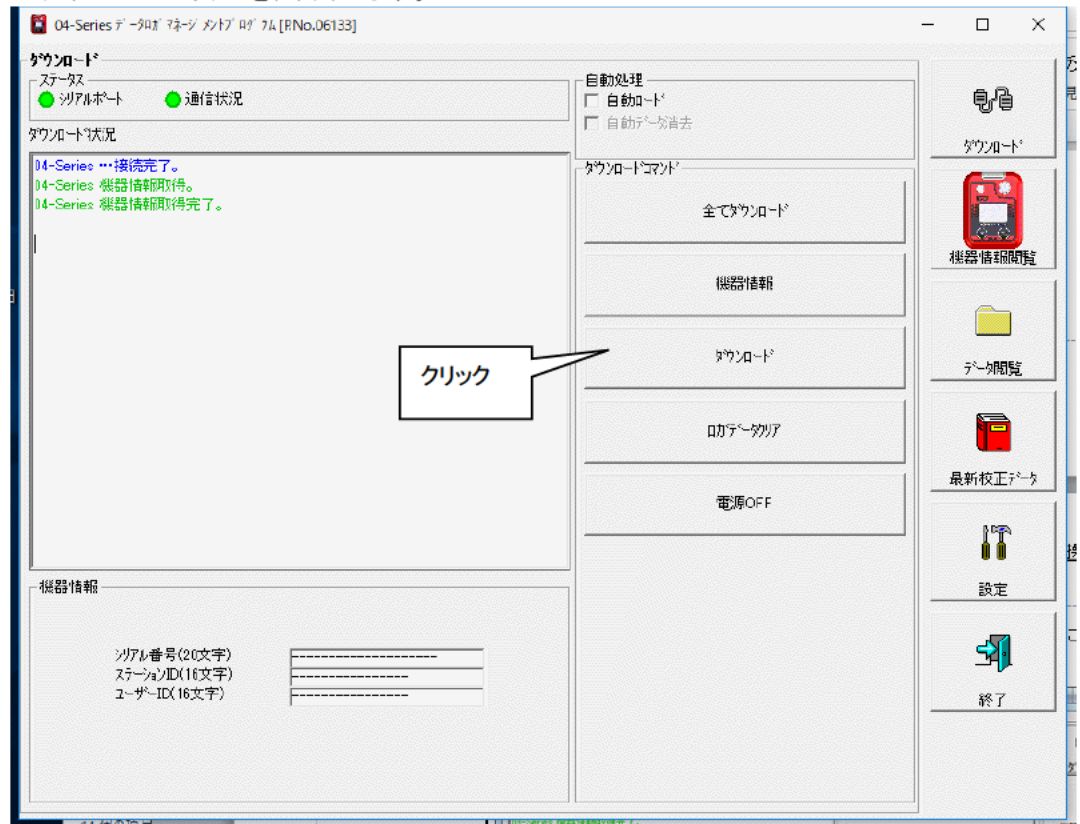 04-Series ﾃﾞｰﾀﾛｶﾞﾏﾈｰｼﾞﾒﾝﾄﾌﾟﾛｸﾞﾗﾑ[P.No.06133]
ﾀﾞｳﾝﾛｰﾄﾞ
ｽﾃｰﾀｽ
ｼﾘｱﾙﾎﾟｰﾄ
通信状況
ﾀﾞｳﾝﾛｰﾄﾞ状況
04-Series …接続完了。
04-Series 機器情報取得。
04-Series 機器情報取得完了。
自動処理
自動ﾛｰﾄﾞ
自動ﾃﾞｰﾀ消去
ﾀﾞｳﾝﾛｰﾄﾞｺﾏﾝﾄﾞ
全てﾀﾞｳﾝﾛｰﾄﾞ
機器情報
ﾀﾞｳﾝﾛｰﾄﾞ
ﾛｶﾞﾃﾞｰﾀｸﾘｱ
電源OFF
クリック
機器情報
ｼﾘｱﾙ番号(20文字)
--------------------
ｽﾃｰｼｮﾝID(16文字)
----------------
ﾕｰｻﾞｰID(16文字)
----------------
ﾀﾞｳﾝﾛｰﾄﾞ
機器情報閲覧
ﾃﾞｰﾀ閲覧
最新校正ﾃﾞｰﾀ
設定
終了